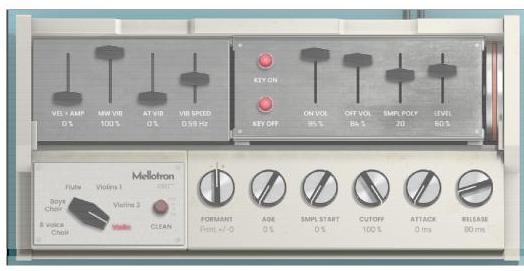 VEL > AMP MW VIB AT VIB VIB SPEED
0 % 100 % 0 % 0.59 Hz
KEY ON
KEY OFF
ON VOL OFF VOL SMPL POLY LEVEL
95 % 84 % 20 60 %
Mellotron
Flute Violins 1
Boys Choir
Violins 2
8 voice Choir
CLEAN
FORMANT AGE SMPL START CUTOFF ATTACK RELEASE
Frmt +/-0 0 % 0 % 100 % 0 ms 80 ms